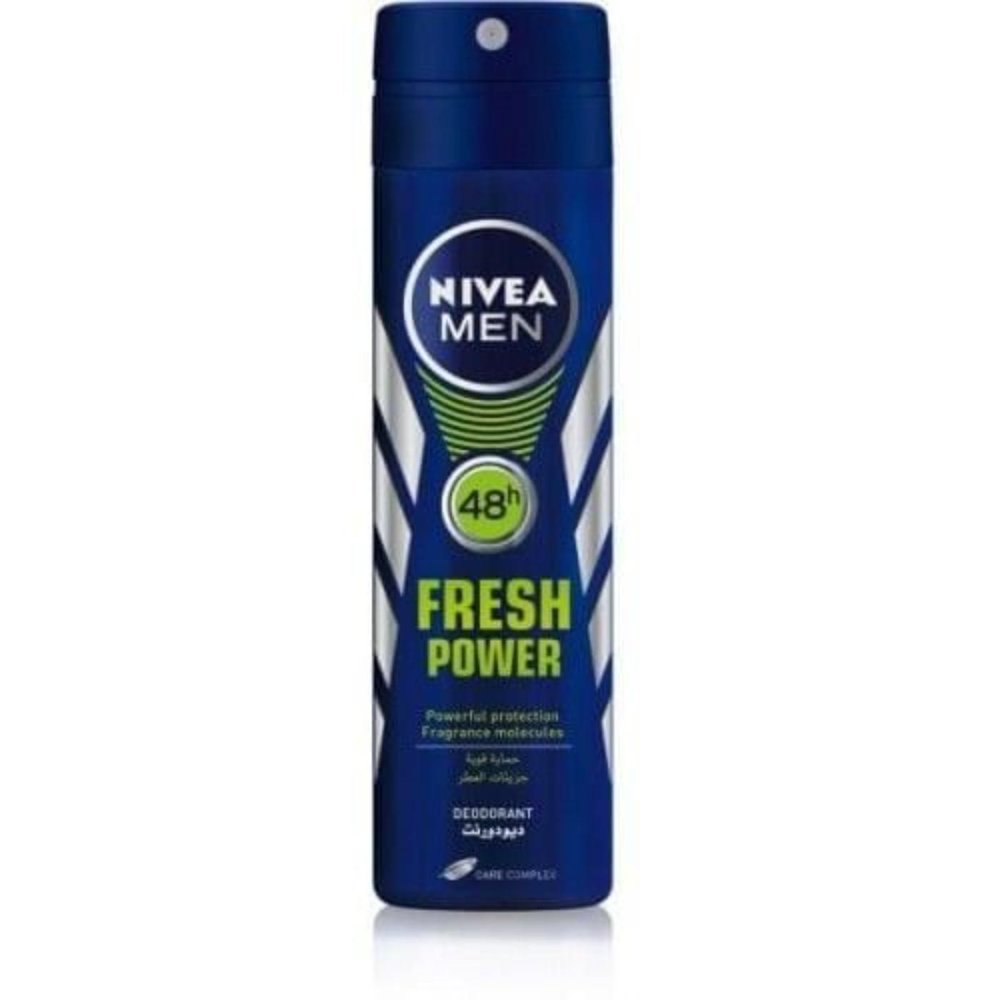 NIVEA
MEN
48h
FRESH
POWER
Powerful protection
Fragrance molecules
حماية قوية
جزيئات العطر
DEODORANT
ديودورنت
CARE COMPLEX